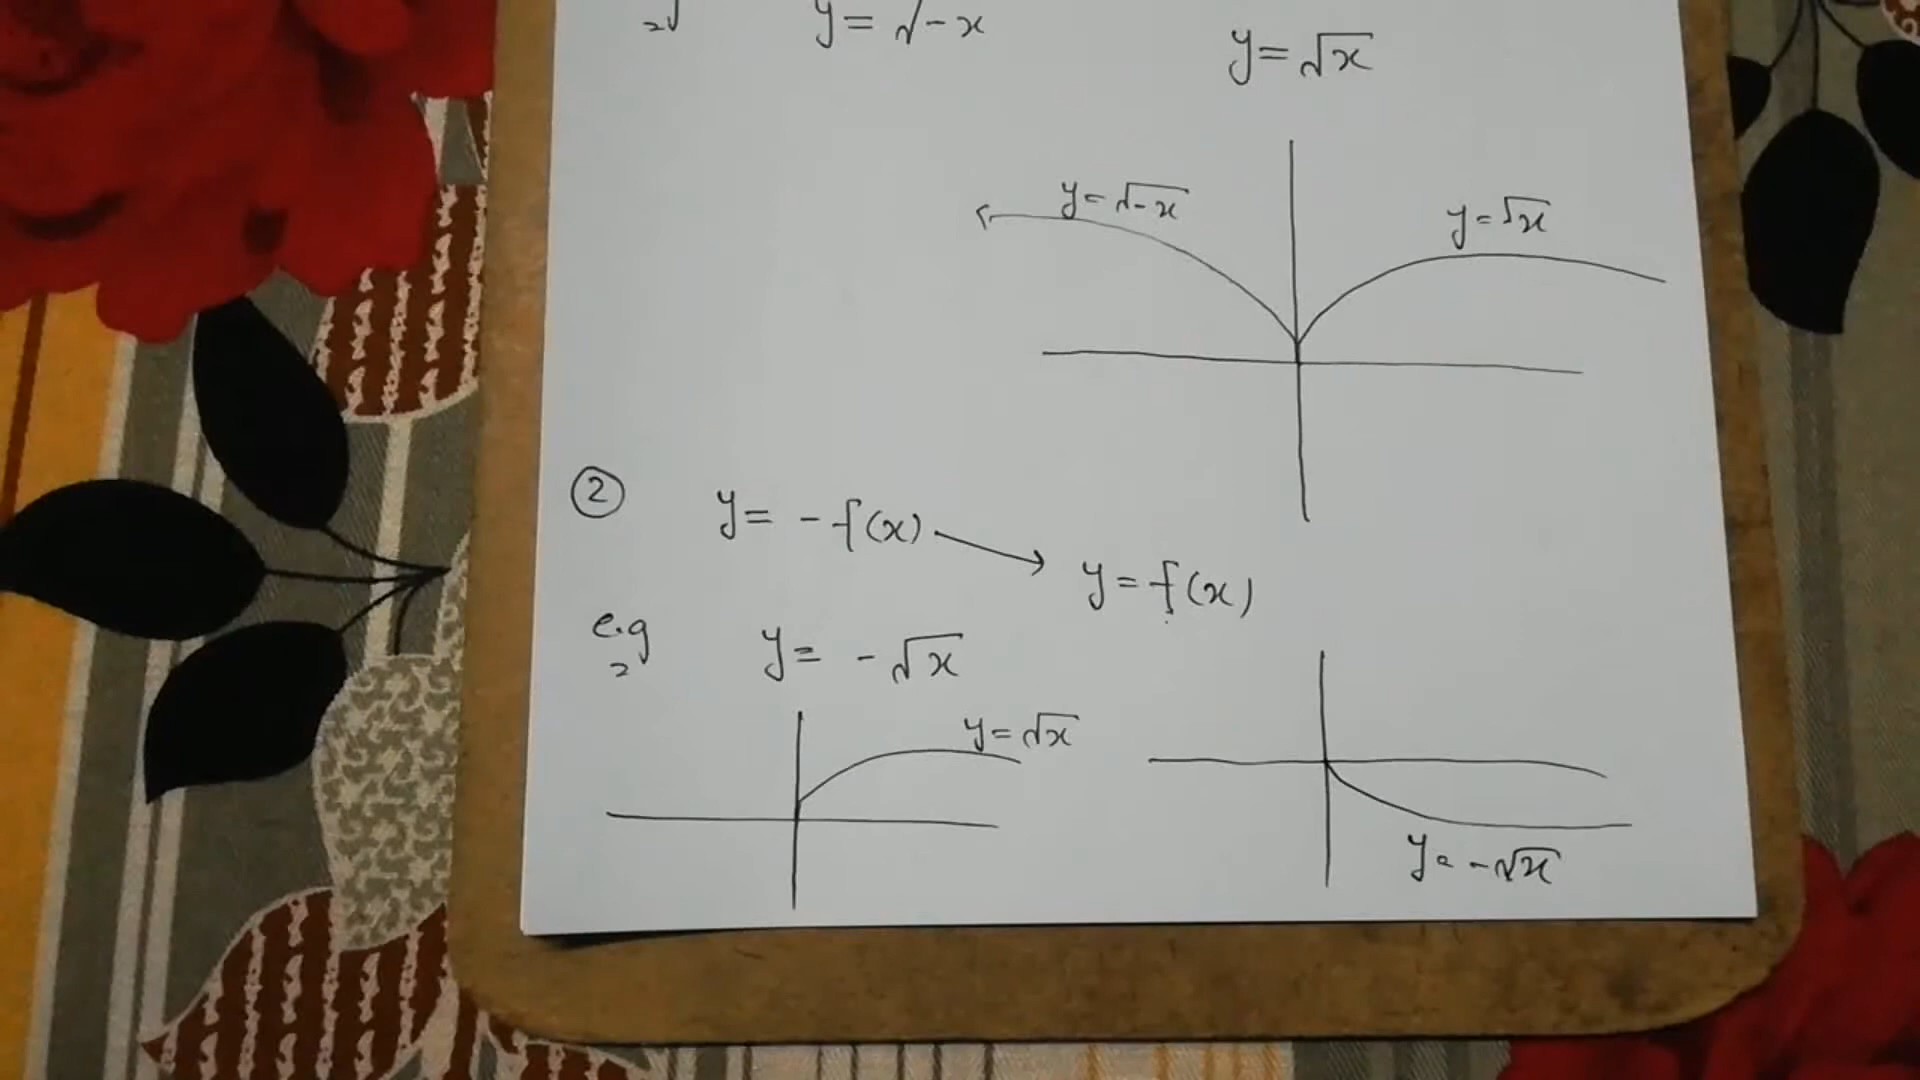 y = √-x
y = √x
y = √-x
y = √x
② y = - f(x) → y = f(x)
e.g y = - √x
y = √x
y = - √x